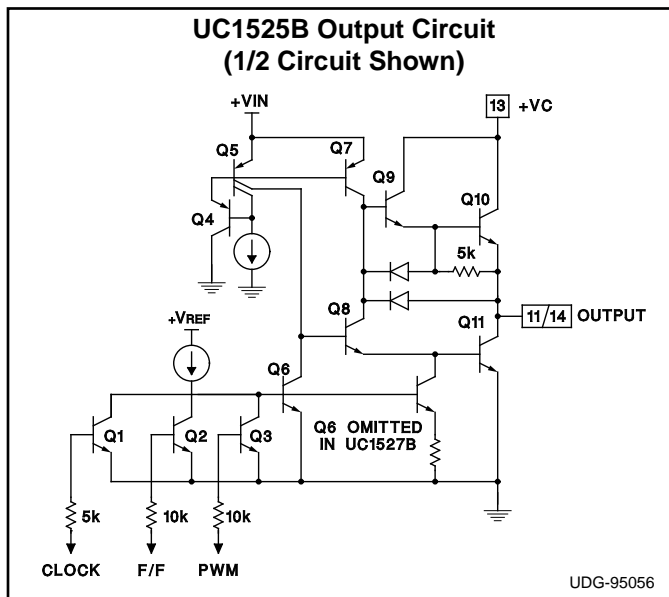 UC1525B Output Circuit
(1/2 Circuit Shown)
+VIN
13 +VC
Q5
Q7
Q9
Q10
Q4
5k
Q8
Q11
11/14 OUTPUT
+VREF
Q6
Q1
Q2
Q3
Q6 OMITTED
IN UC1527B
5k
10k
10k
CLOCK
F/F
PWM
UDG-95056